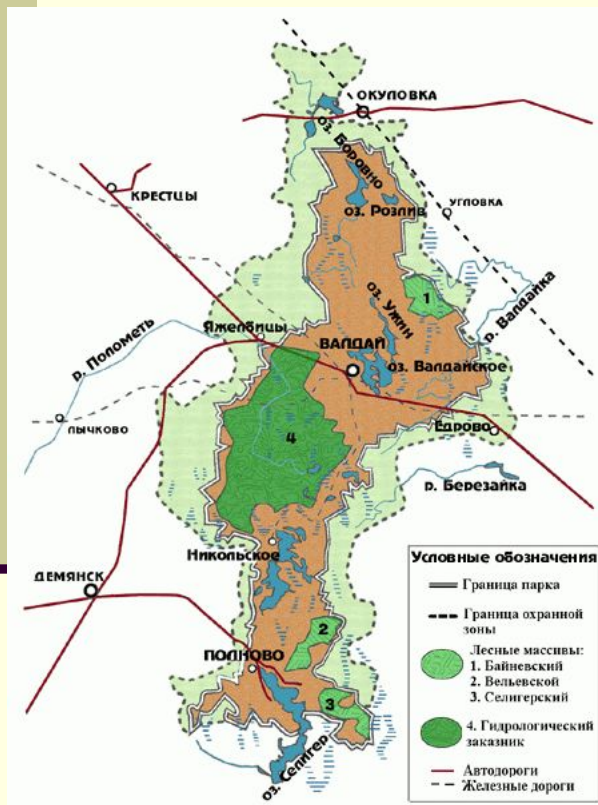 ОКУЛОВКА
оз. Боровно
КРЕСТЦЫ
оз. Розлив
УГЛОВКА
1
оз. Ужин
р. Валдайка
р. Полометь
Яжелбицы
ВАЛДАЙ
оз. Валдайское
ЛЫЧКОВО
4
Едрово
р. Березайка
Никольское
ДЕМЯНСК
2
ПОЛНОВО
3
оз. Селигер
Условные обозначения
Граница парка
Граница охранной
зоны
Лесные массивы:
1. Байневский
2. Вельевской
3. Селигерский
4. Гидрологический
заказник
Автодороги
Железные дороги